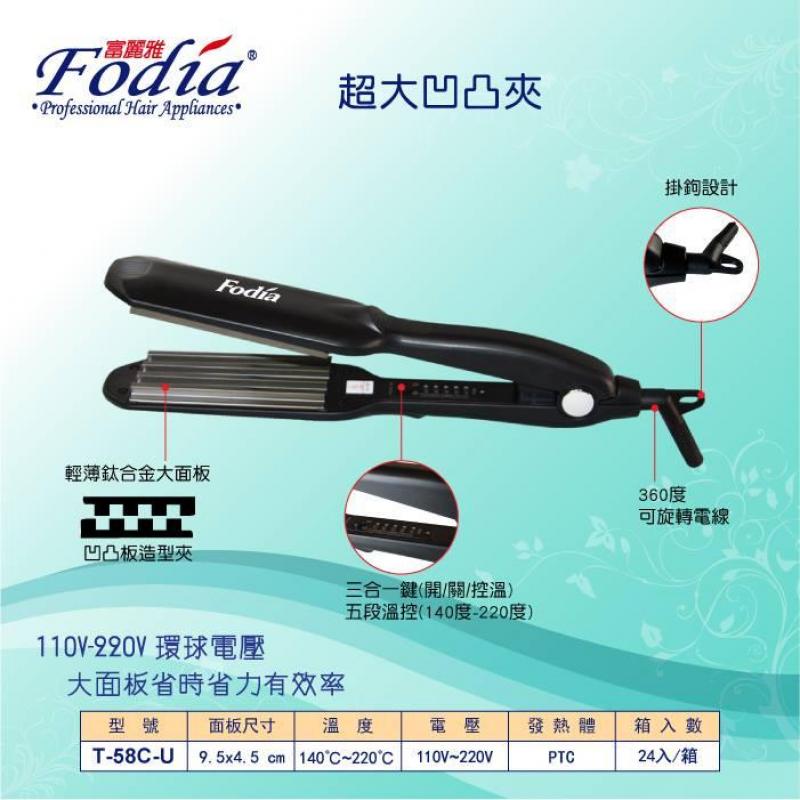 富麗雅
Fodia®
•Professional Hair Appliances•
超大凹凸夾
掛鉤設計
Fodia
輕薄鈦合金大面板
凹凸板造型夾
360度
可旋轉電線
三合一鍵(開/關/控溫)
五段溫控(140度-220度)
110V-220V 環球電壓
大面板省時省力有效率
型 號 面板尺寸 溫 度 電 壓 發 熱 體 箱 入 數
T-58C-U 9.5x4.5 cm 140°C~220°C 110V~220V PTC 24入/箱